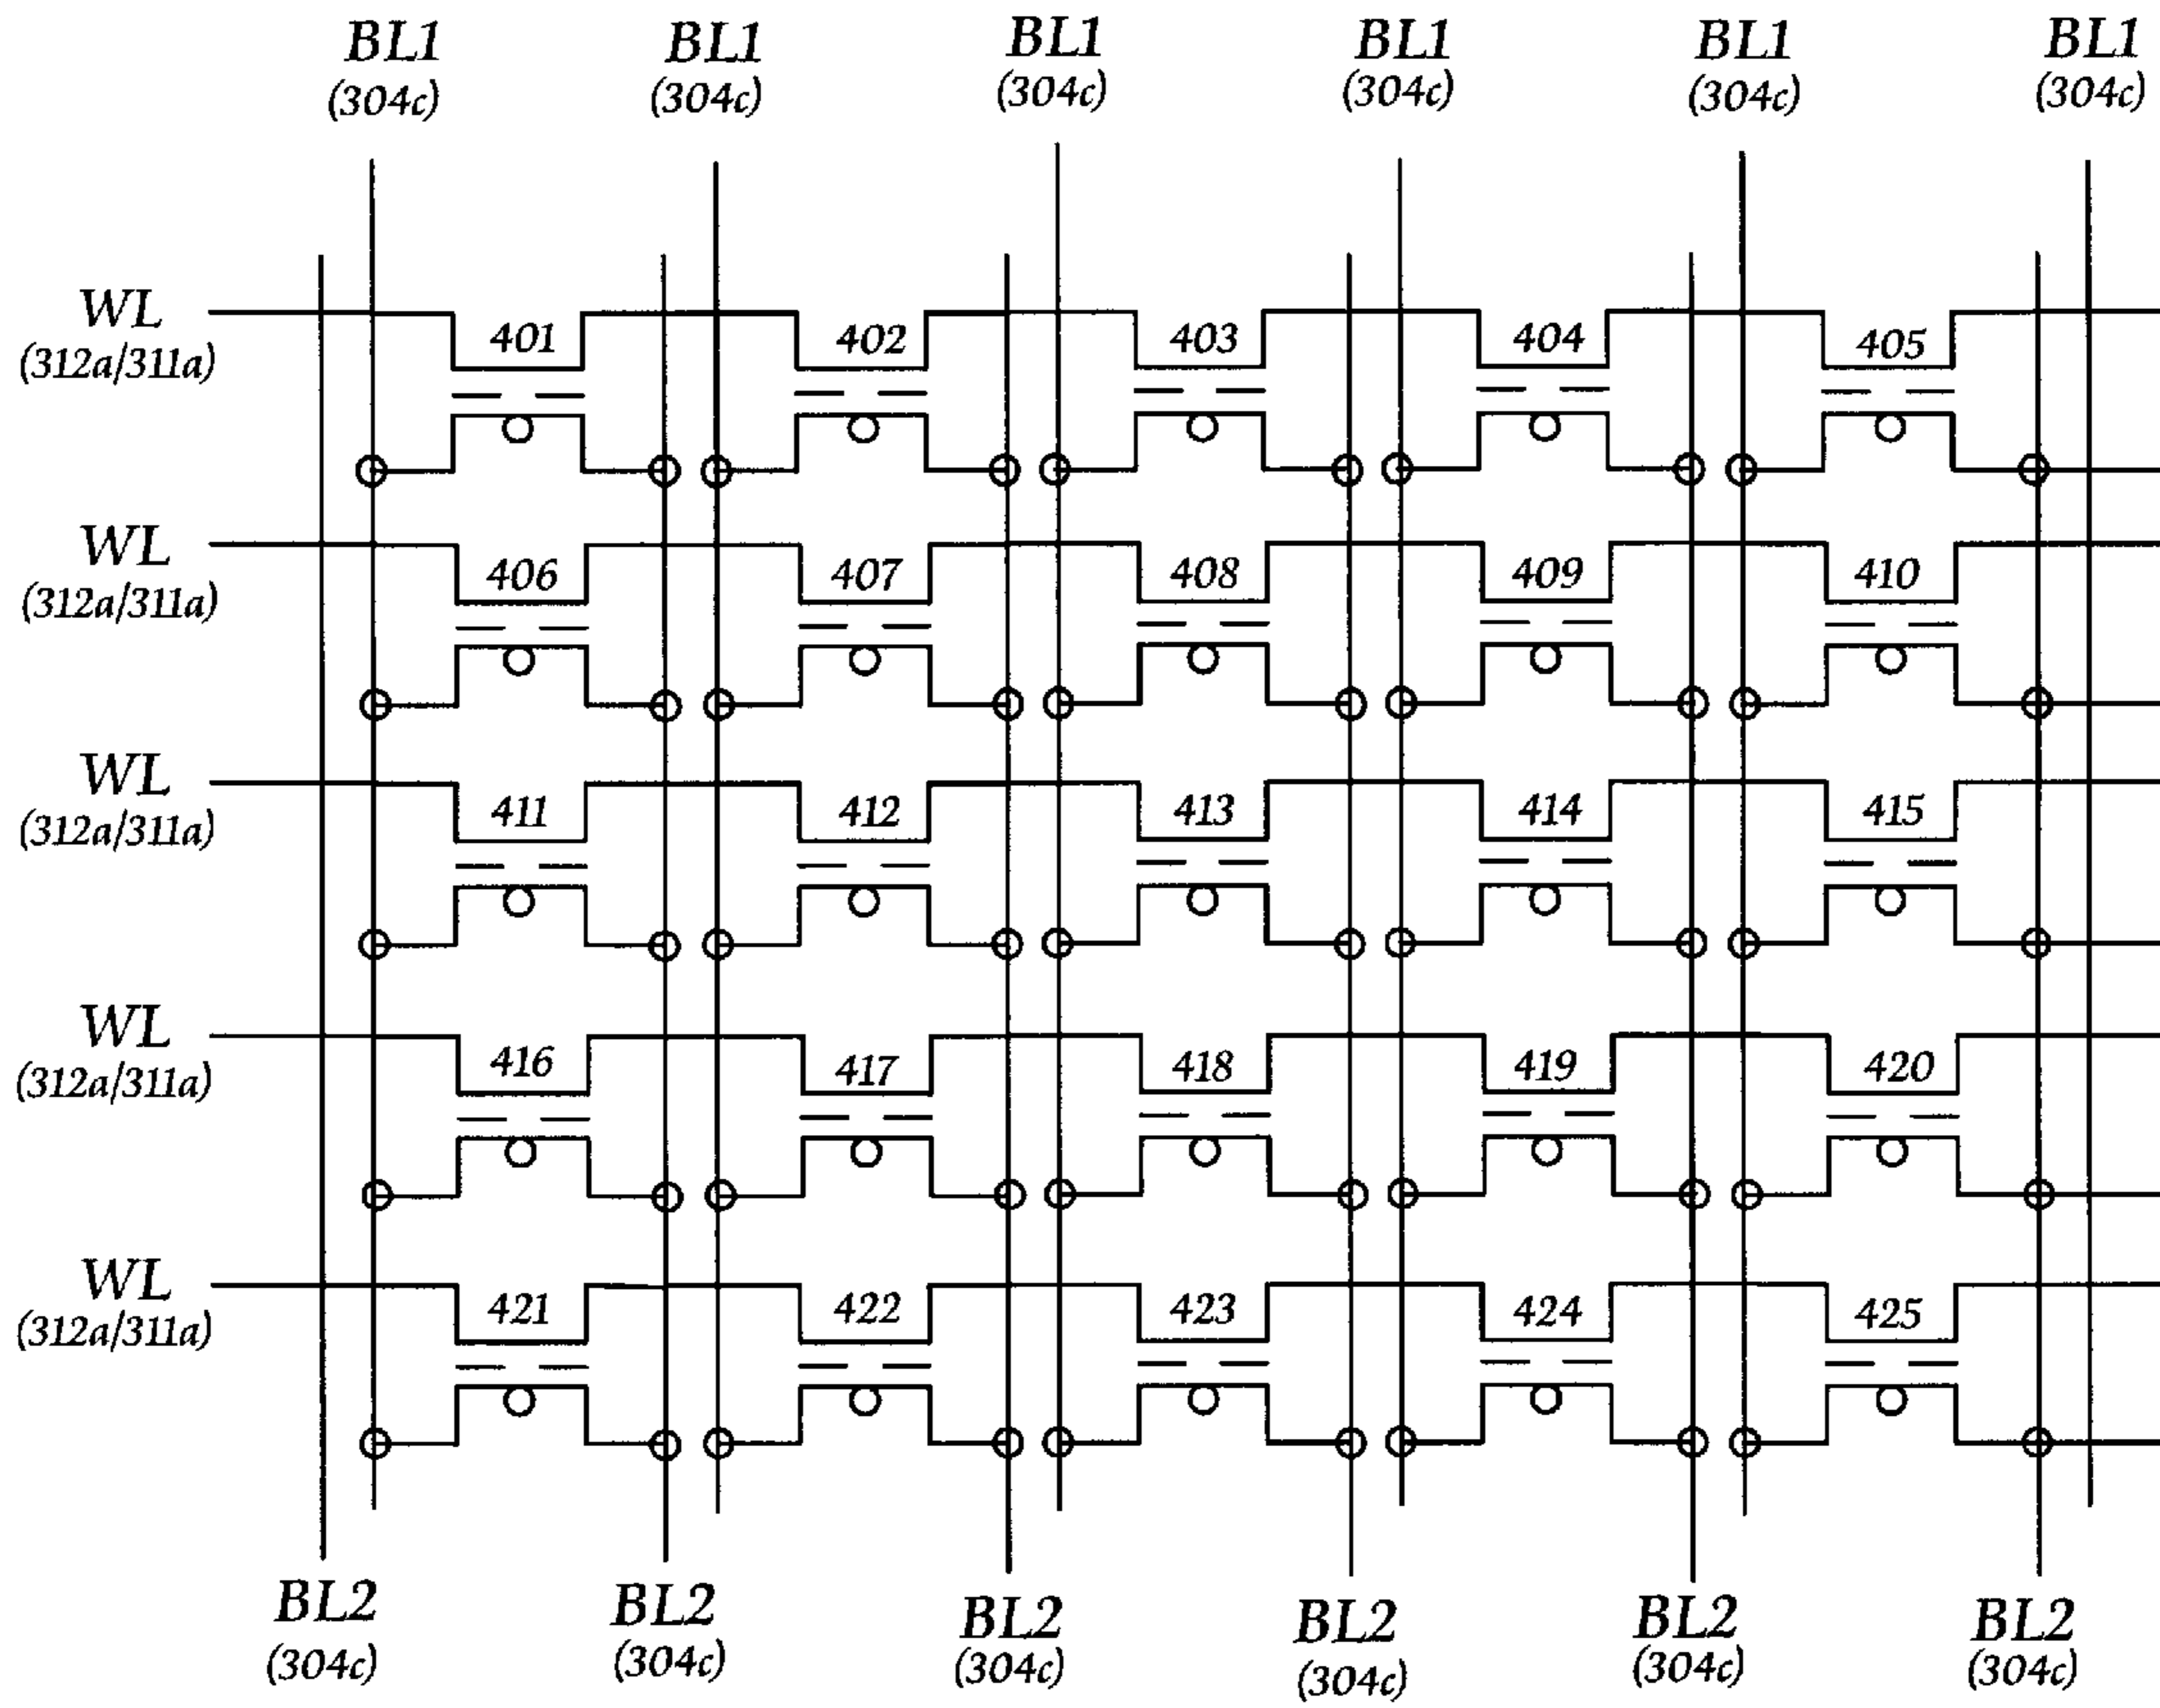 BL1 BL1 BL1 BL1 BL1 BL1
(304c) (304c) (304c) (304c) (304c) (304c)
WL 401 402 403 404 405
(312a/311a)
WL 406 407 408 409 410
(312a/311a)
WL 411 412 413 414 415
(312a/311a)
WL 416 417 418 419 420
(312a/311a)
WL 421 422 423 424 425
(312a/311a)
BL2 BL2 BL2 BL2 BL2 BL2
(304c) (304c) (304c) (304c) (304c) (304c)